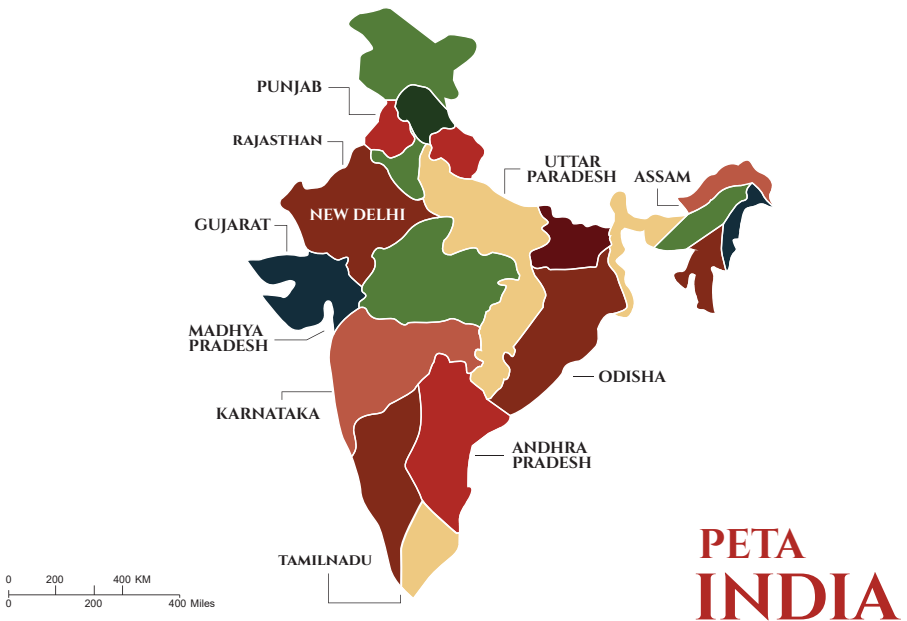 PUNJAB
RAJASTHAN
UTTAR
PARADESH
ASSAM
NEW DELHI
GUJARAT
MADHYA
PRADESH
ODISHA
KARNATAKA
ANDHRA
PRADESH
TAMILNADU
PETA
INDIA
0 200 400 KM
0 200 400 Miles